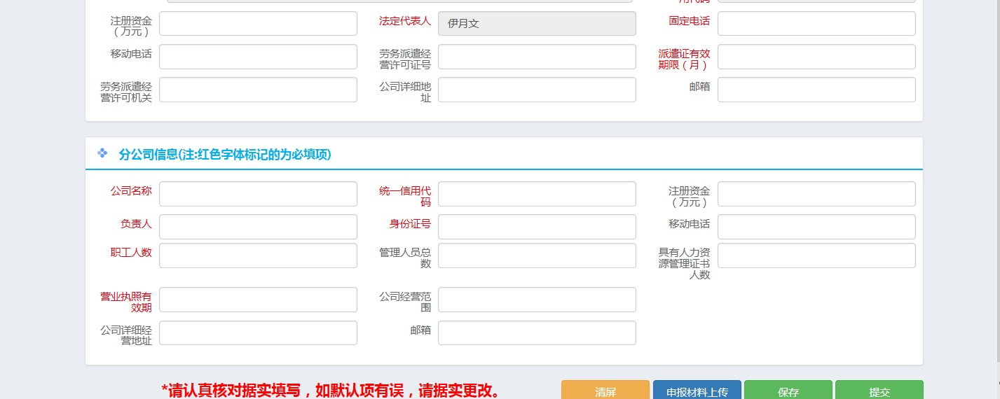 用代码
注册资金
（万元）
法定代表人
伊月文
固定电话
移动电话
劳务派遣经
营许可证号
派遣证有效
期限（月）
劳务派遣经
营许可机关
公司详细地
址
邮箱
分公司信息(注:红色字体标记的为必填项)
公司名称
统一信用代
码
注册资金
（万元）
负责人
身份证号
移动电话
职工人数
管理人员总
数
具有人力资
源管理证书
人数
营业执照有
效期
公司经营范
围
公司详细经
营地址
邮箱
*请认真核对据实填写，如默认项有误，请据实更改。
清屏
申报材料上传
保存
提交